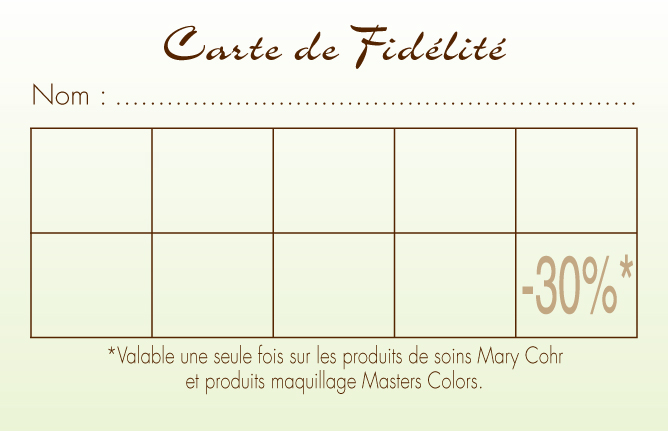 Carte de Fidélité
Nom : ..............................................................
-30%*
*Valable une seule fois sur les produits de soins Mary Cohr
et produits maquillage Masters Colors.